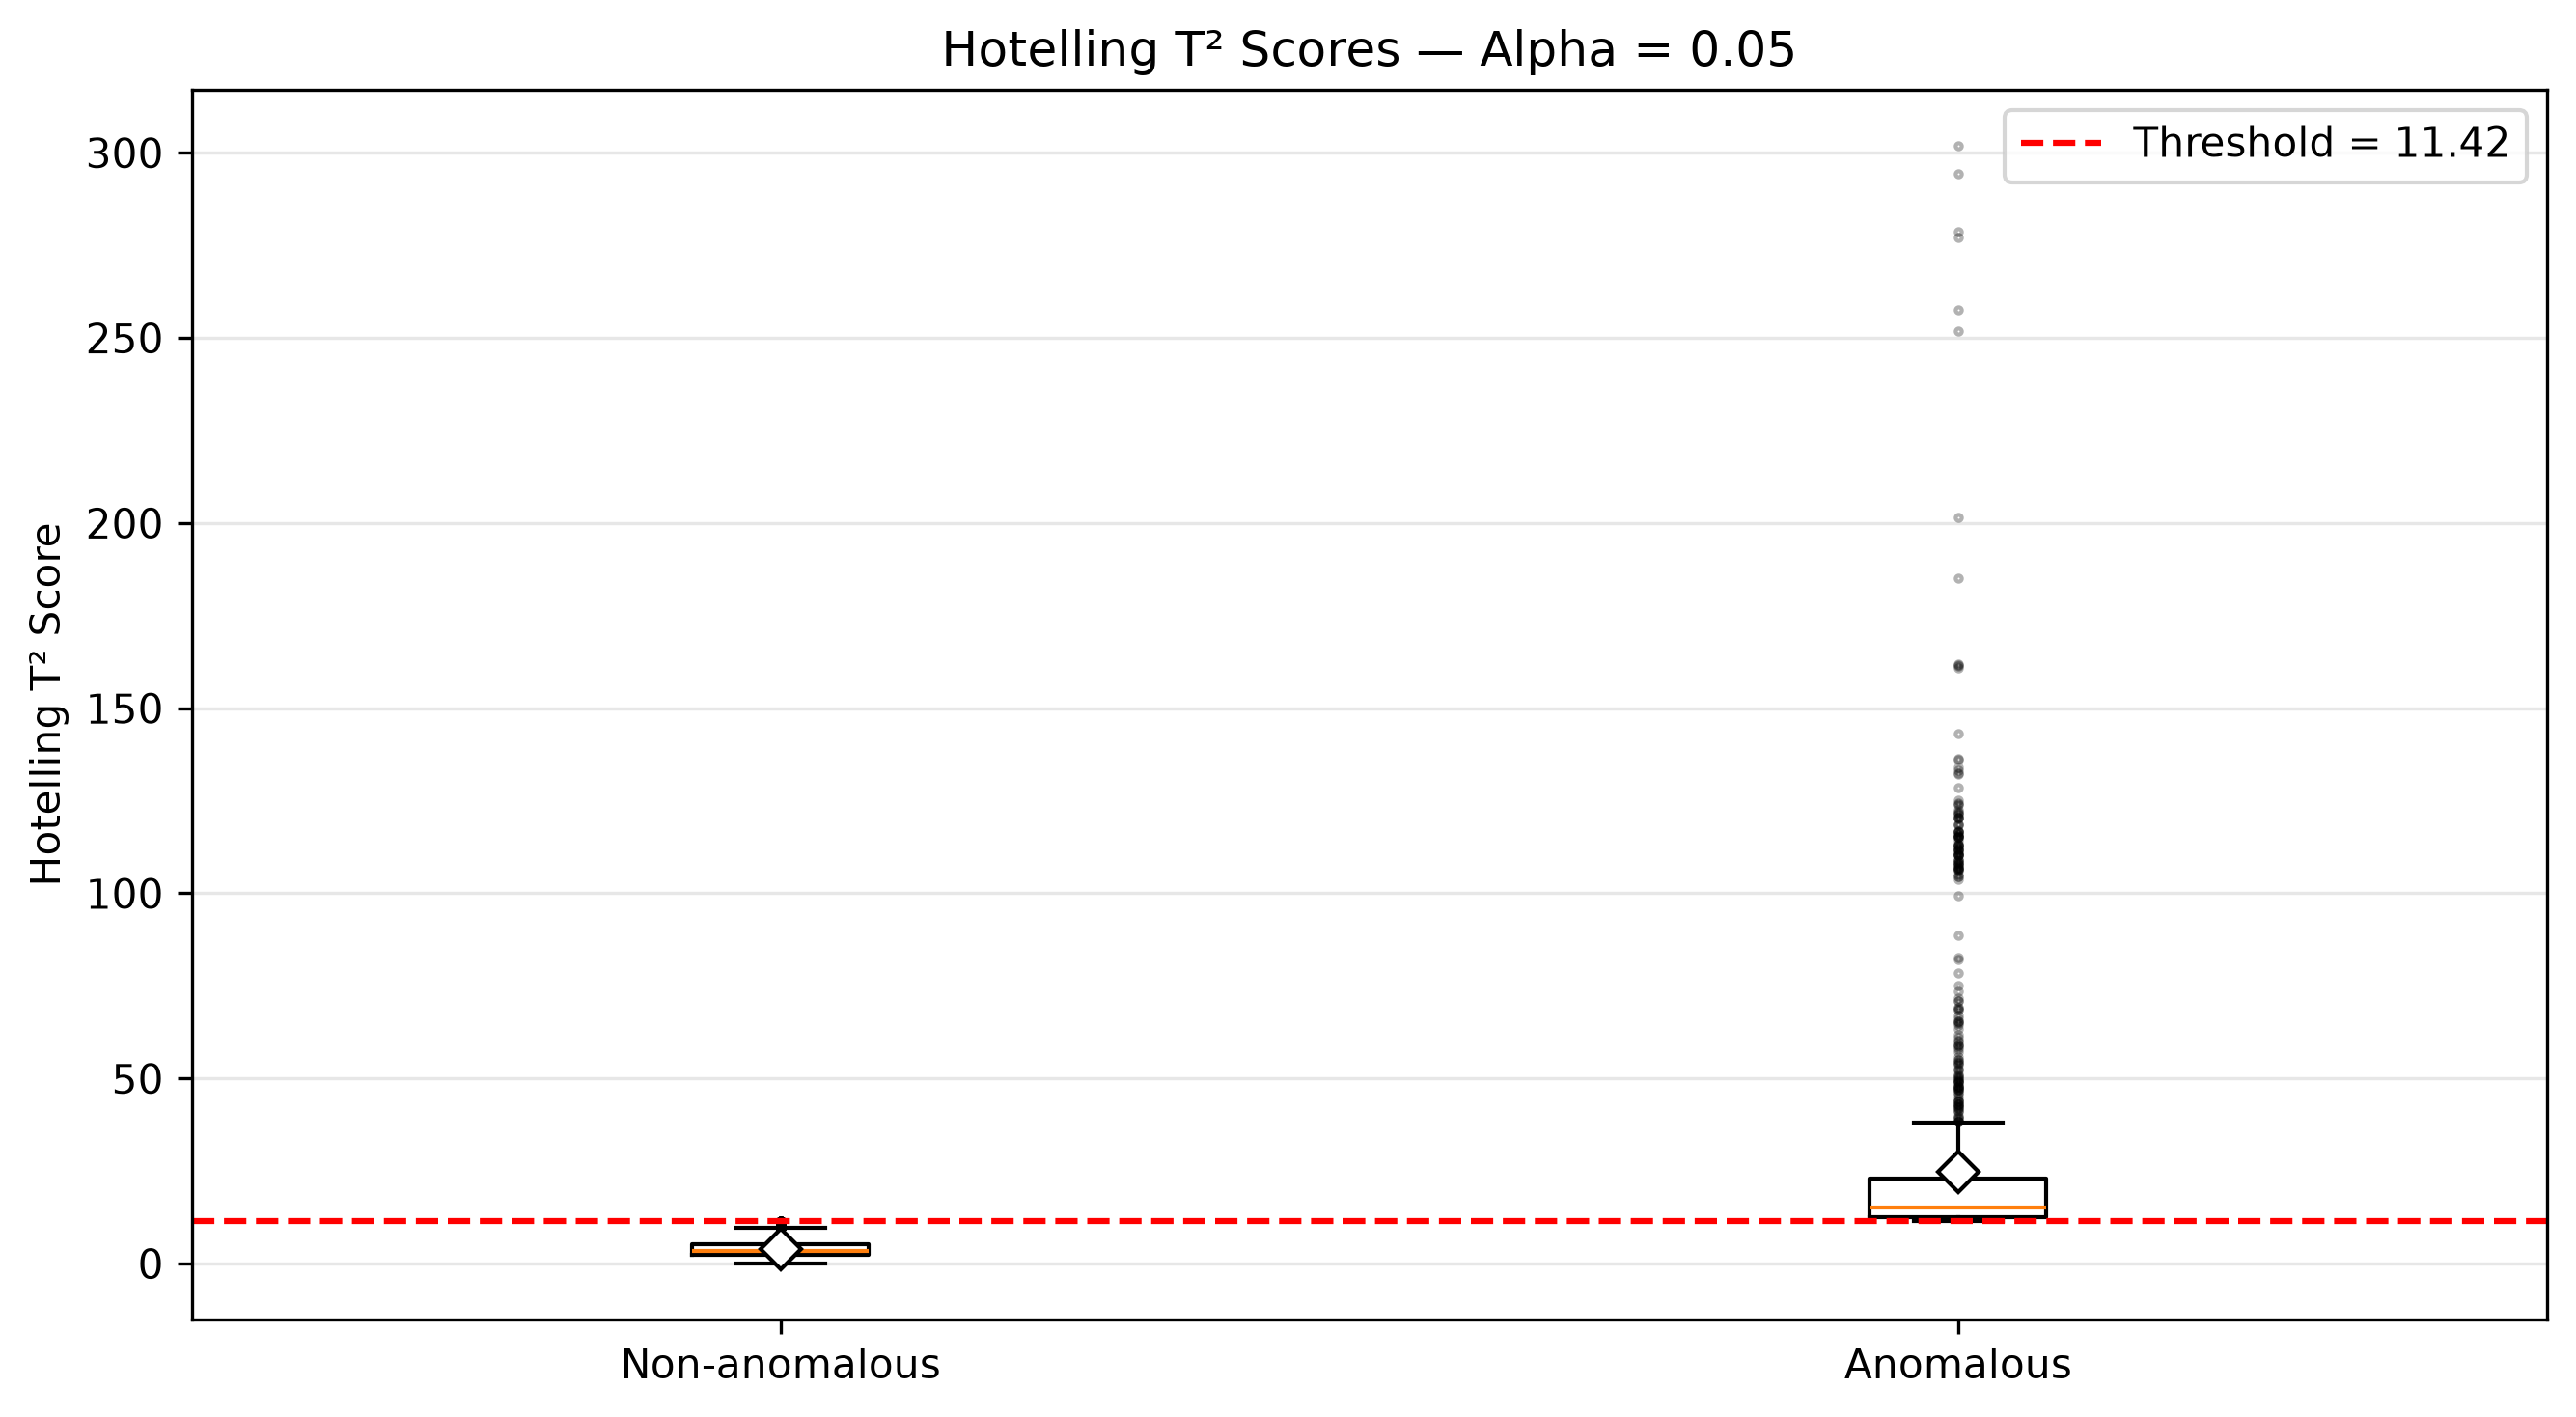 Hotelling T² Scores — Alpha = 0.05
Threshold = 11.42
Hotelling T² Score
300
250
200
150
100
50
0
Non-anomalous
Anomalous